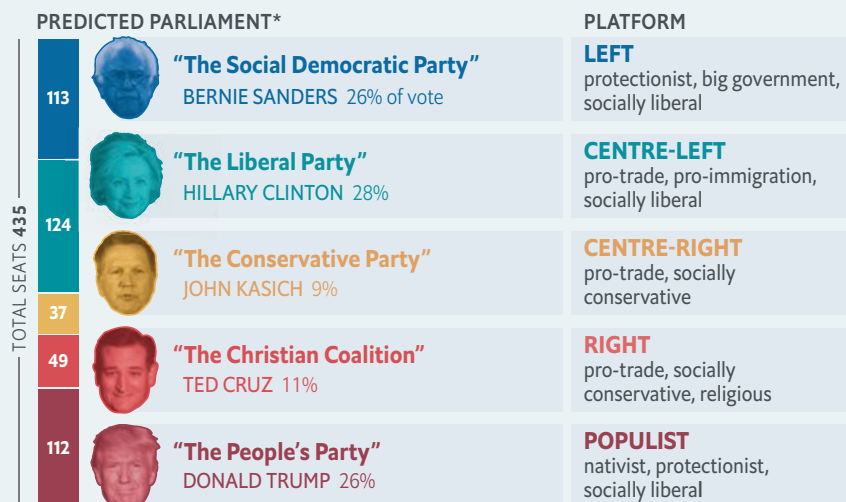 PREDICTED PARLIAMENT*
PLATFORM
TOTAL SEATS 435
113
"The Social Democratic Party"
BERNIE SANDERS 26% of vote
LEFT
protectionist, big government,
socially liberal
124
"The Liberal Party"
HILLARY CLINTON 28%
CENTRE-LEFT
pro-trade, pro-immigration,
socially liberal
37
"The Conservative Party"
JOHN KASICH 9%
CENTRE-RIGHT
pro-trade, socially
conservative
49
"The Christian Coalition"
TED CRUZ 11%
RIGHT
pro-trade, socially
conservative, religious
112
"The People's Party"
DONALD TRUMP 26%
POPULIST
nativist, protectionist,
socially liberal